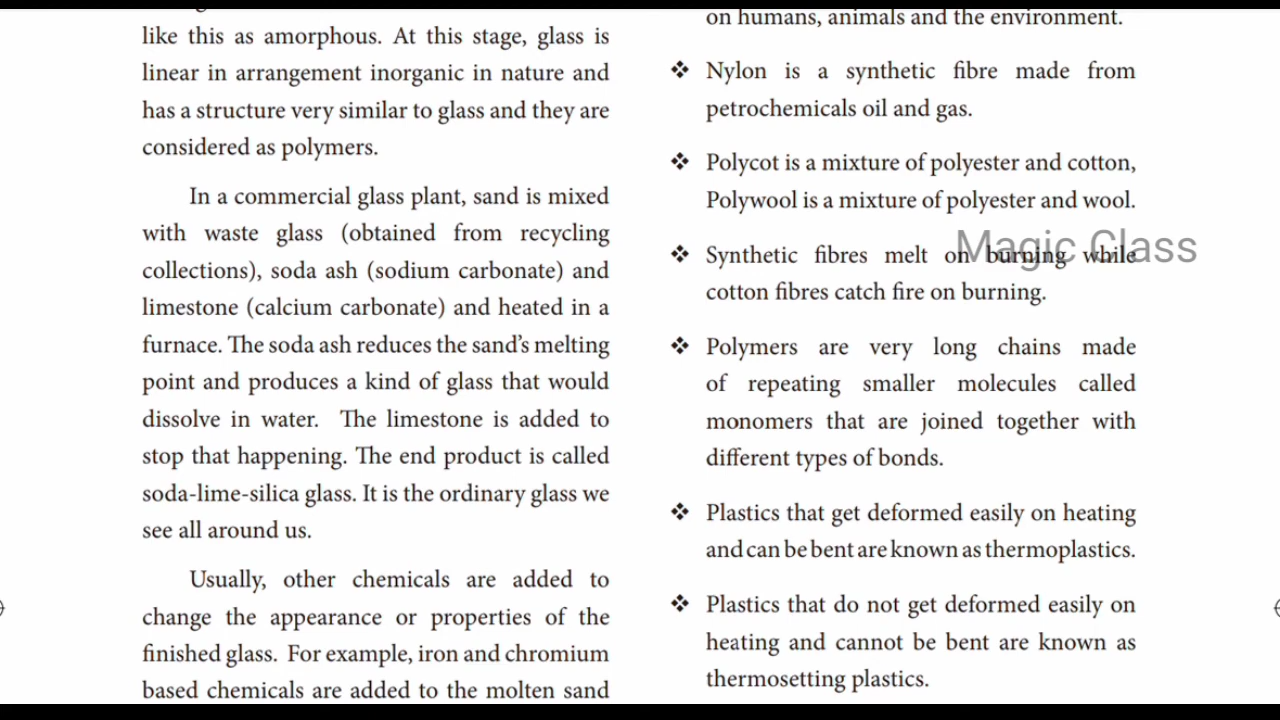 like this as amorphous. At this stage, glass is
linear in arrangement inorganic in nature and
has a structure very similar to glass and they are
considered as polymers.
In a commercial glass plant, sand is mixed
with waste glass (obtained from recycling
collections), soda ash (sodium carbonate) and
limestone (calcium carbonate) and heated in a
furnace. The soda ash reduces the sand's melting
point and produces a kind of glass that would
dissolve in water. The limestone is added to
stop that happening. The end product is called
soda-lime-silica glass. It is the ordinary glass we
see all around us.
Usually, other chemicals are added to
change the appearance or properties of the
finished glass. For example, iron and chromium
based chemicals are added to the molten sand
on humans, animals and the environment.
❖ Nylon is a synthetic fibre made from
petrochemicals oil and gas.
❖ Polycot is a mixture of polyester and cotton,
Polywool is a mixture of polyester and wool.
Magic Class
❖ Synthetic fibres melt on burning while
cotton fibres catch fire on burning.
❖ Polymers are very long chains made
of repeating smaller molecules called
monomers that are joined together with
different types of bonds.
❖ Plastics that get deformed easily on heating
and can be bent are known as thermoplastics.
❖ Plastics that do not get deformed easily on
heating and cannot be bent are known as
thermosetting plastics.